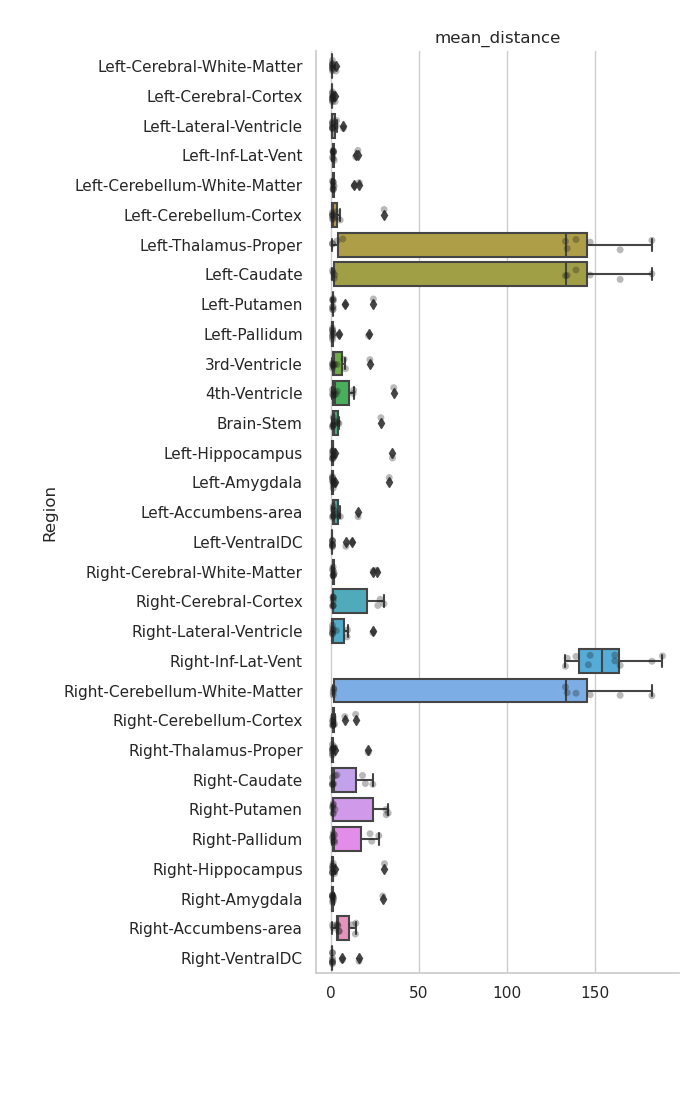 mean_distance
Left-Cerebral-White-Matter
Left-Cerebral-Cortex
Left-Lateral-Ventricle
Left-Inf-Lat-Vent
Left-Cerebellum-White-Matter
Left-Cerebellum-Cortex
Left-Thalamus-Proper
Left-Caudate
Left-Putamen
Left-Pallidum
3rd-Ventricle
4th-Ventricle
Brain-Stem
Left-Hippocampus
Left-Amygdala
Left-Accumbens-area
Left-VentralDC
Right-Cerebral-White-Matter
Right-Cerebral-Cortex
Right-Lateral-Ventricle
Right-Inf-Lat-Vent
Right-Cerebellum-White-Matter
Right-Cerebellum-Cortex
Right-Thalamus-Proper
Right-Caudate
Right-Putamen
Right-Pallidum
Right-Hippocampus
Right-Amygdala
Right-Accumbens-area
Right-VentralDC
Region
0 50 100 150